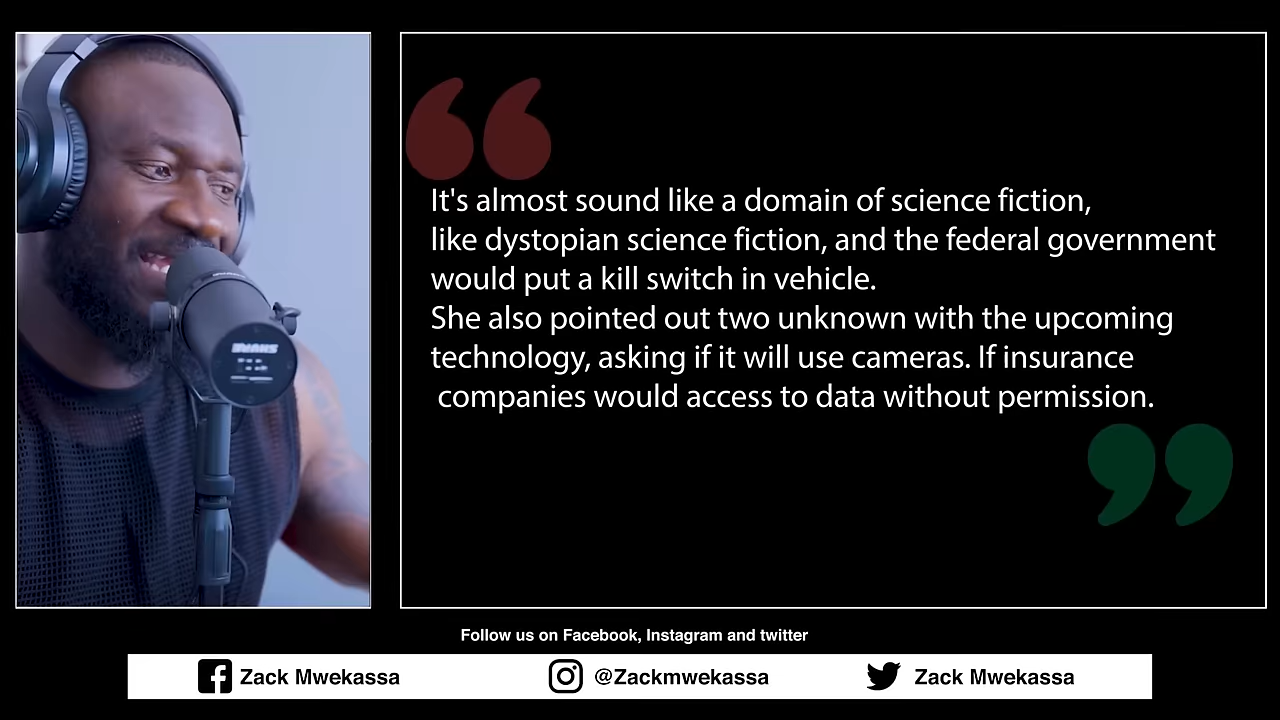 It's almost sound like a domain of science fiction,
like dystopian science fiction, and the federal government
would put a kill switch in vehicle.
She also pointed out two unknown with the upcoming
technology, asking if it will use cameras. If insurance
companies would access to data without permission.
SHURE
Follow us on Facebook, Instagram and twitter
Zack Mwekassa
@Zackmwekassa
Zack Mwekassa